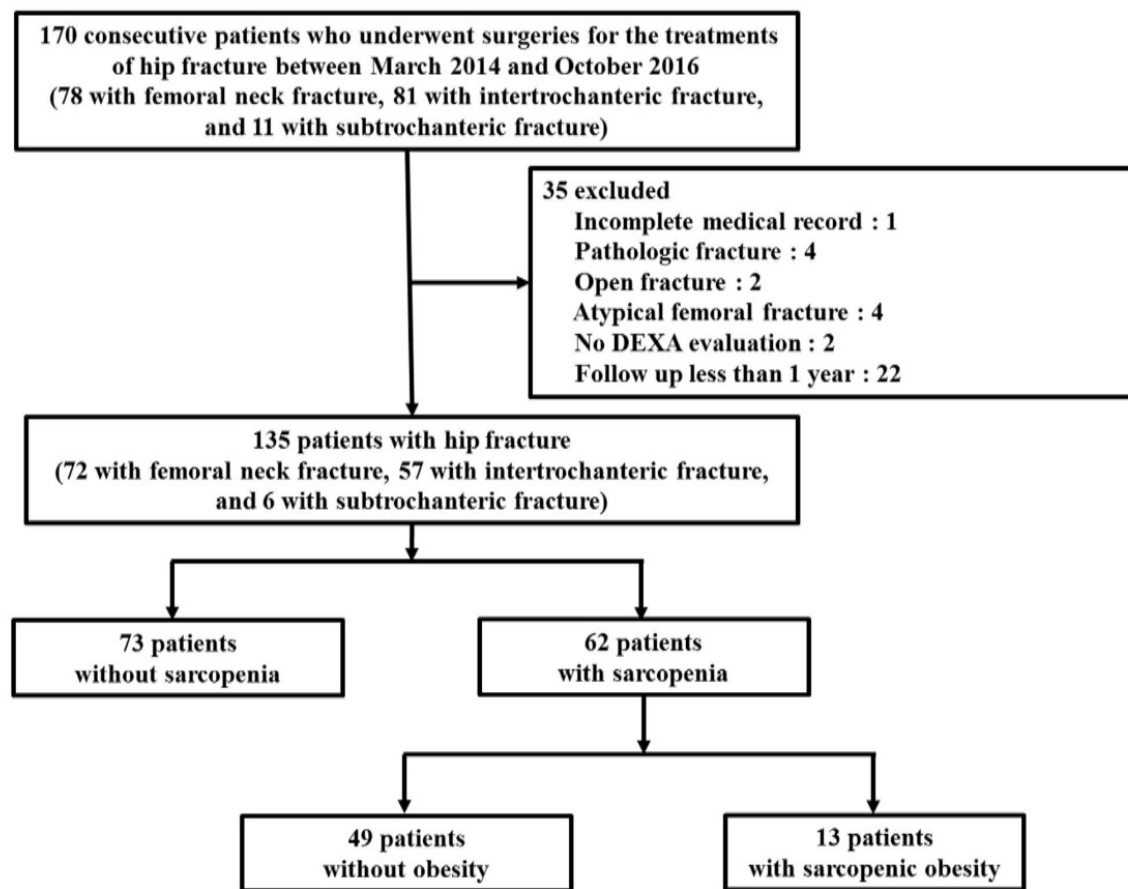 170 consecutive patients who underwent surgeries for the treatments
of hip fracture between March 2014 and October 2016
(78 with femoral neck fracture, 81 with intertrochanteric fracture,
and 11 with subtrochanteric fracture)
35 excluded
Incomplete medical record : 1
Pathologic fracture : 4
Open fracture : 2
Atypical femoral fracture : 4
No DEXA evaluation : 2
Follow up less than 1 year : 22
135 patients with hip fracture
(72 with femoral neck fracture, 57 with intertrochanteric fracture,
and 6 with subtrochanteric fracture)
73 patients
without sarcopenia
62 patients
with sarcopenia
49 patients
without obesity
13 patients
with sarcopenic obesity